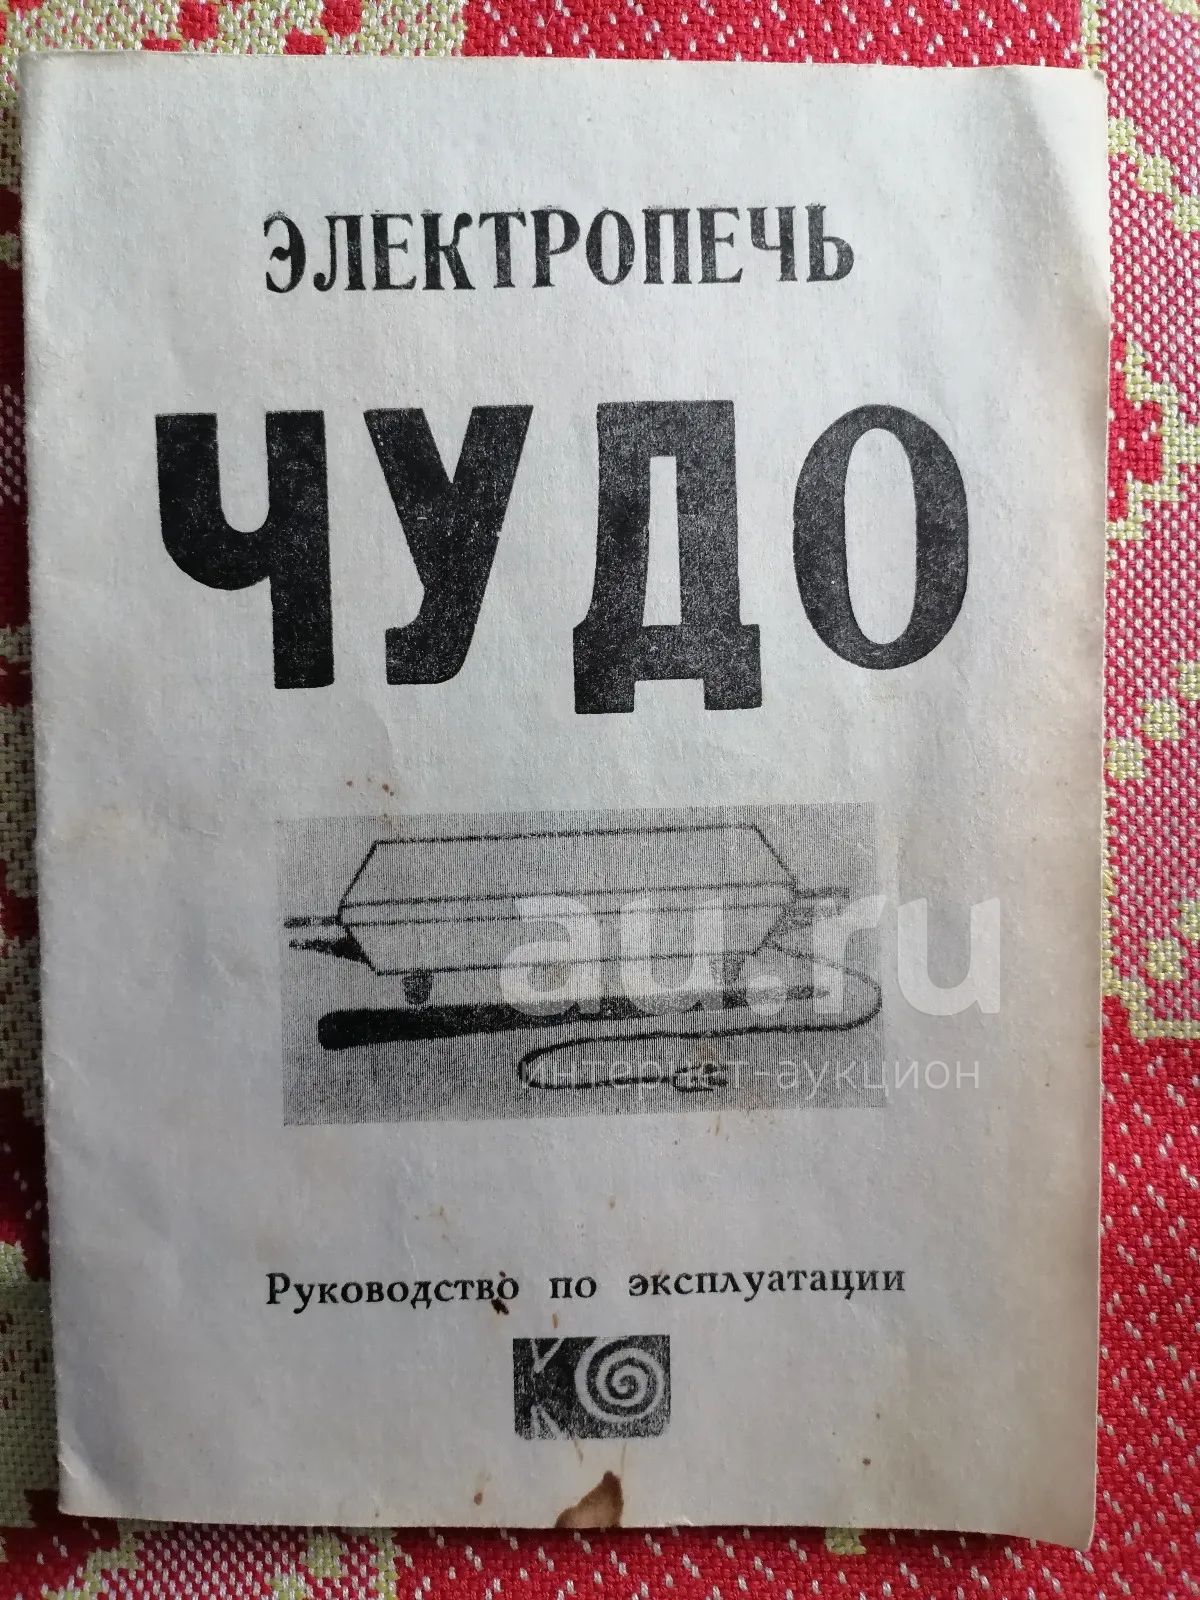 ЭЛЕКТРОПЕЧЬ
ЧУДО
au.ru
интернет-аукцион
Руководство по эксплуатации